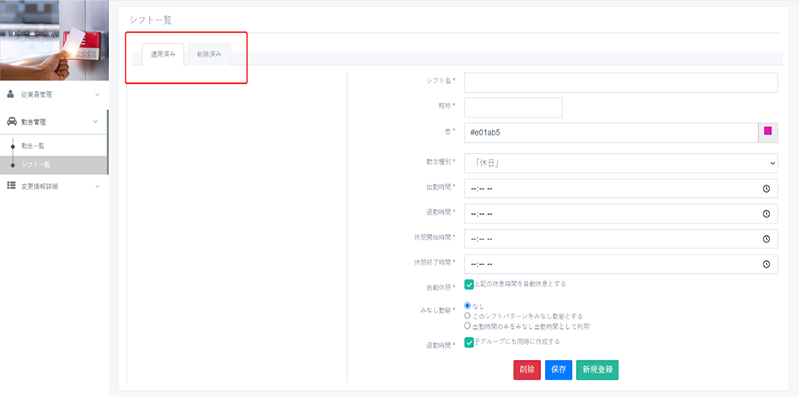 シフト一覧
適用済み
削除済み
従業員管理
勤怠管理
勤怠一覧
シフト一覧
変更情報詳細
シフト名 *
略称 *
色 *
#e01ab5
勤怠種別 *
「休日」
出勤時間 *
--:-- --
退勤時間 *
--:-- --
休憩開始時間 *
--:-- --
休憩終了時間 *
--:-- --
自動休憩 *
上記の休息時間を自動休息とする
みなし勤務 *
なし
このシフトパターンをみなし勤務とする
出勤時間のみをみなし出勤時間として利用*
退勤時間 *
子グループにも同時に作成する
削除
保存
新規登録